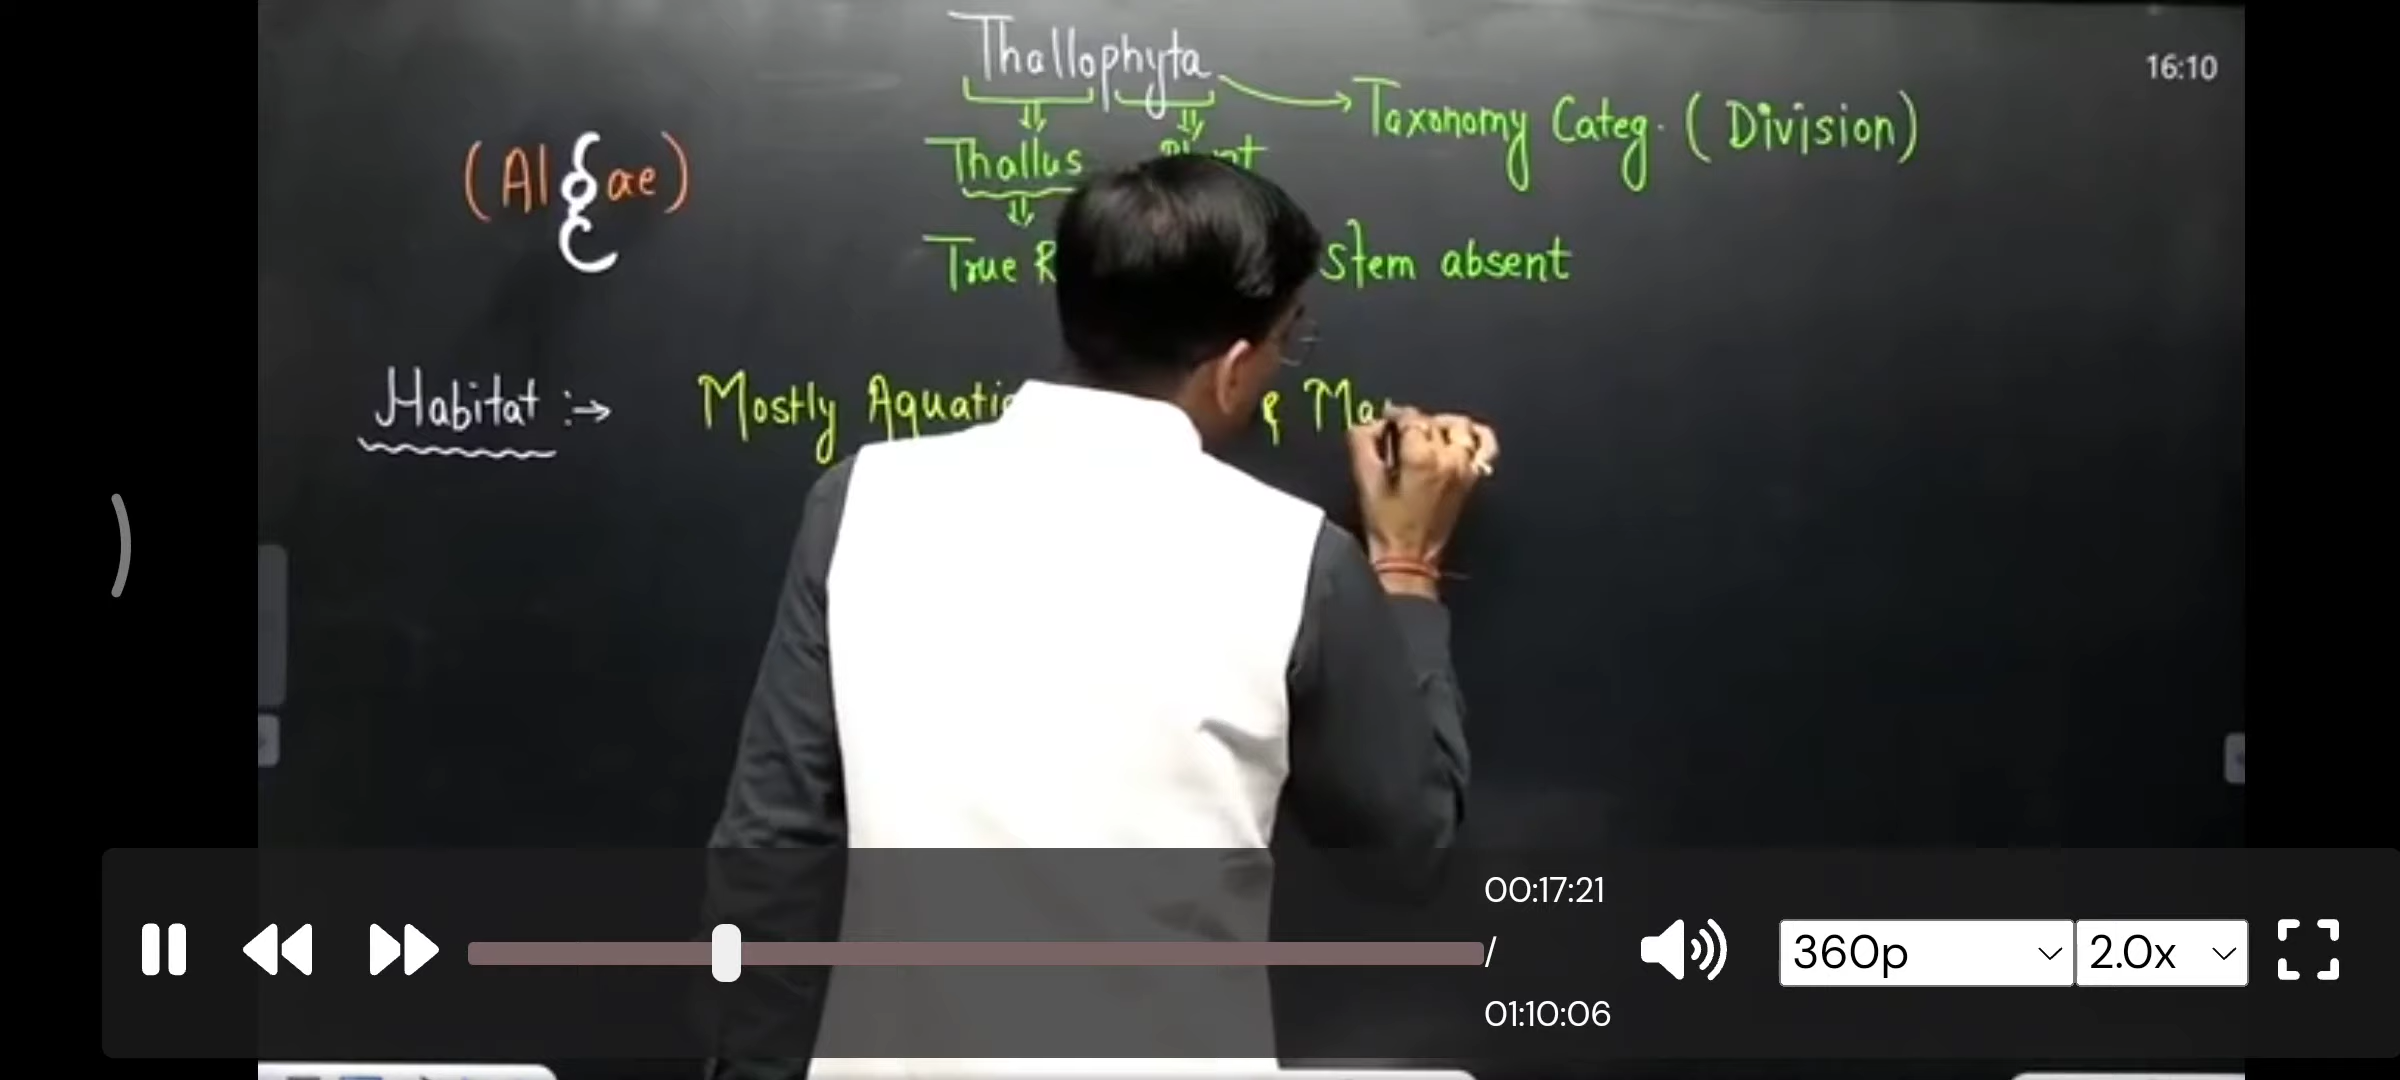 Thallophyta
16:10
Taxonomy Categ. (Division)
(Algae)
Thallus
True
Stem absent
Habitat :→ Mostly Aquatic & 
00:17:21
/
01:10:06
360p
2.0x